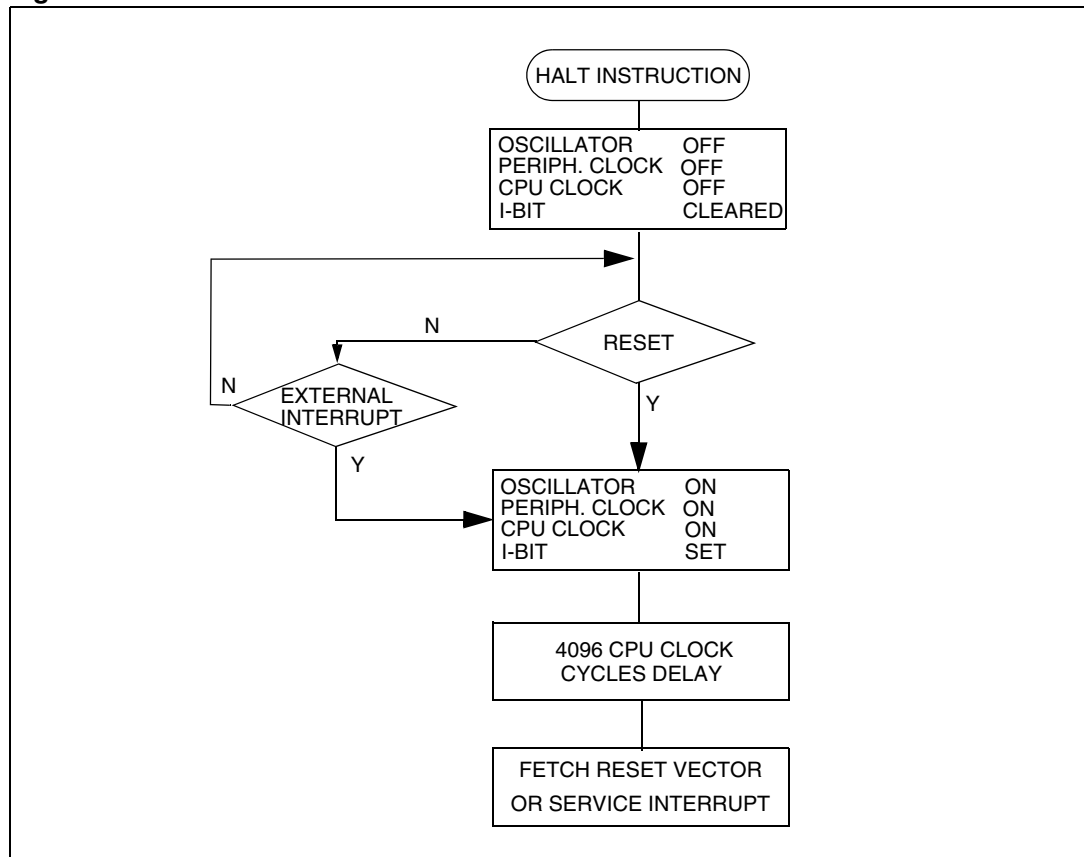 HALT INSTRUCTION
OSCILLATOR OFF
PERIPH. CLOCK OFF
CPU CLOCK OFF
I-BIT CLEARED
N
RESET
N
EXTERNAL
INTERRUPT
Y
Y
OSCILLATOR ON
PERIPH. CLOCK ON
CPU CLOCK ON
I-BIT SET
4096 CPU CLOCK
CYCLES DELAY
FETCH RESET VECTOR
OR SERVICE INTERRUPT